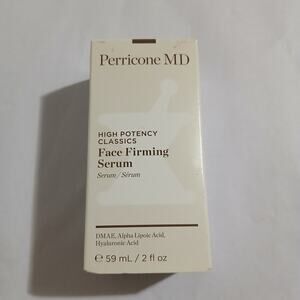 Perricone MD
HIGH POTENCY
CLASSICS
Face Firming
Serum
Serum / Sérum
DMAE, Alpha Lipoic Acid,
Hyaluronic Acid
℮ 59 mL / 2 fl oz